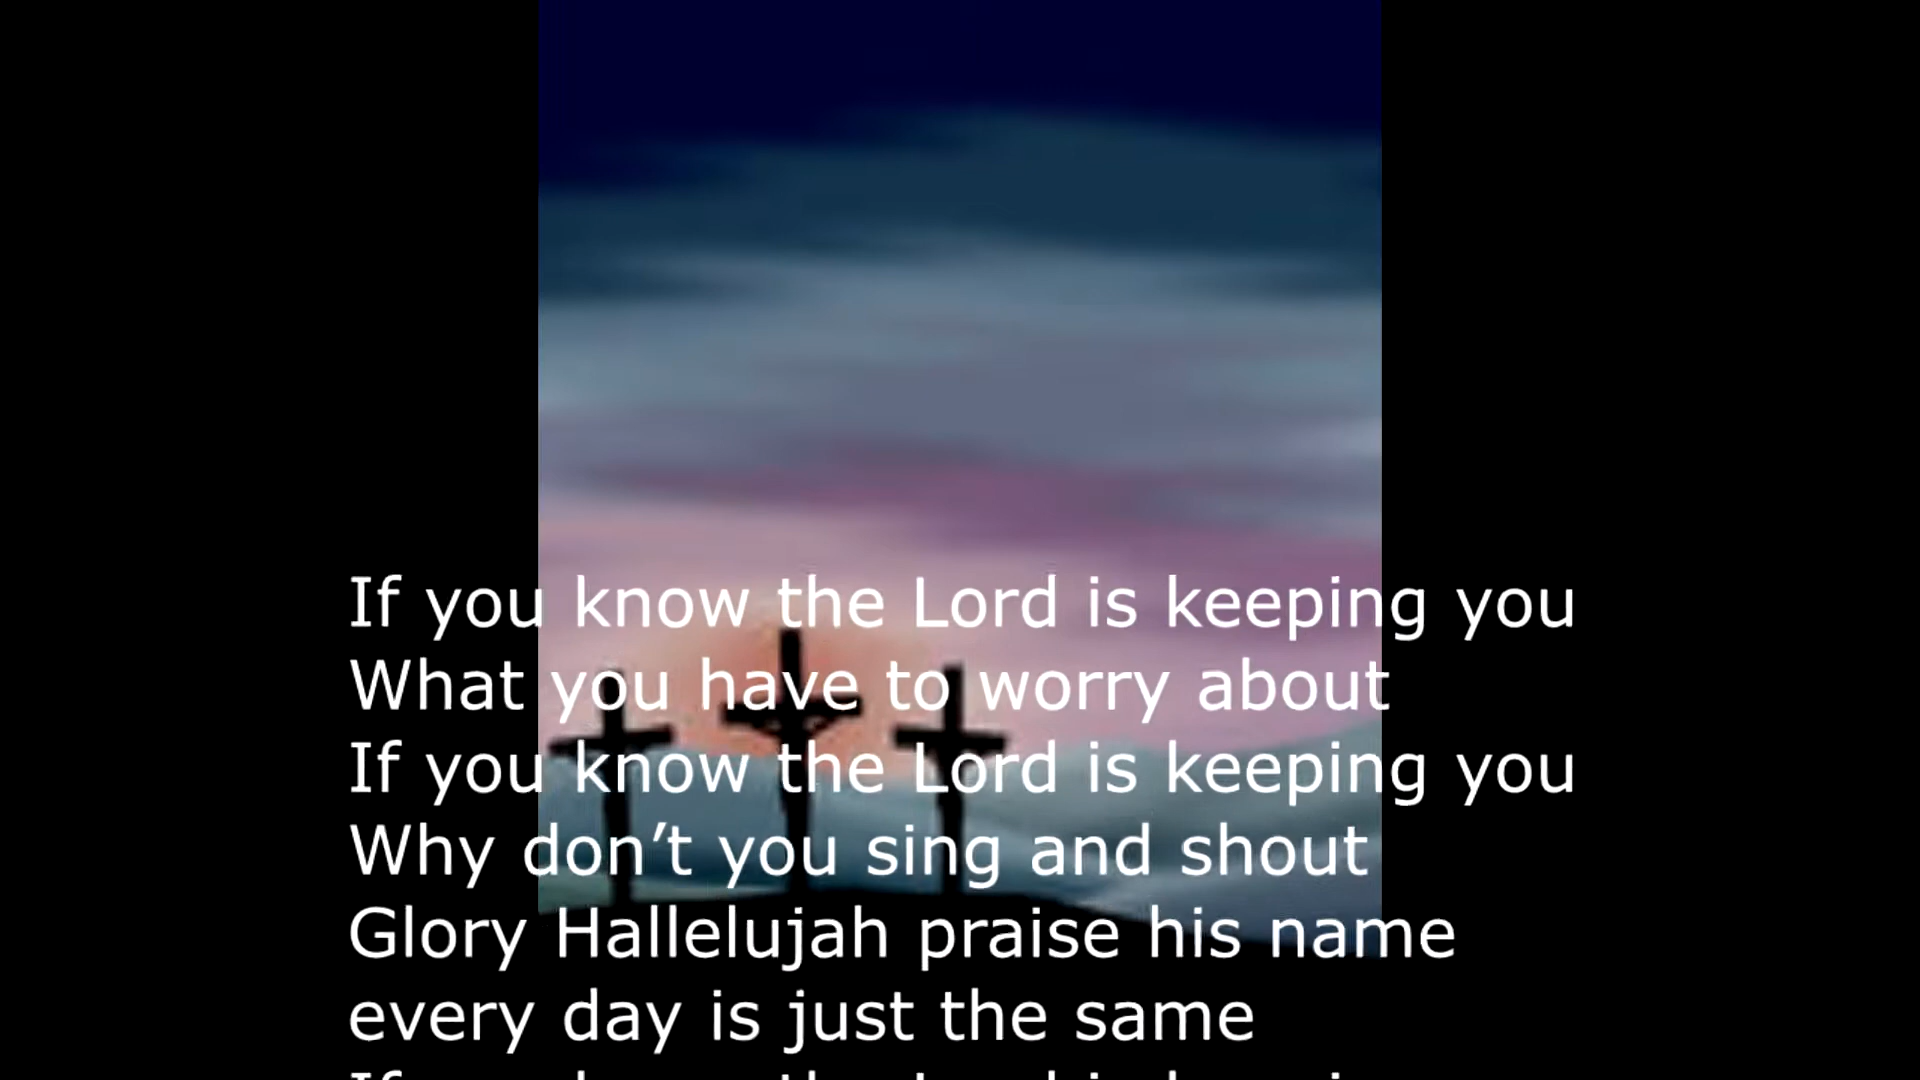 If you know the Lord is keeping you
What you have to worry about
If you know the Lord is keeping you
Why don’t you sing and shout
Glory Hallelujah praise his name
every day is just the same